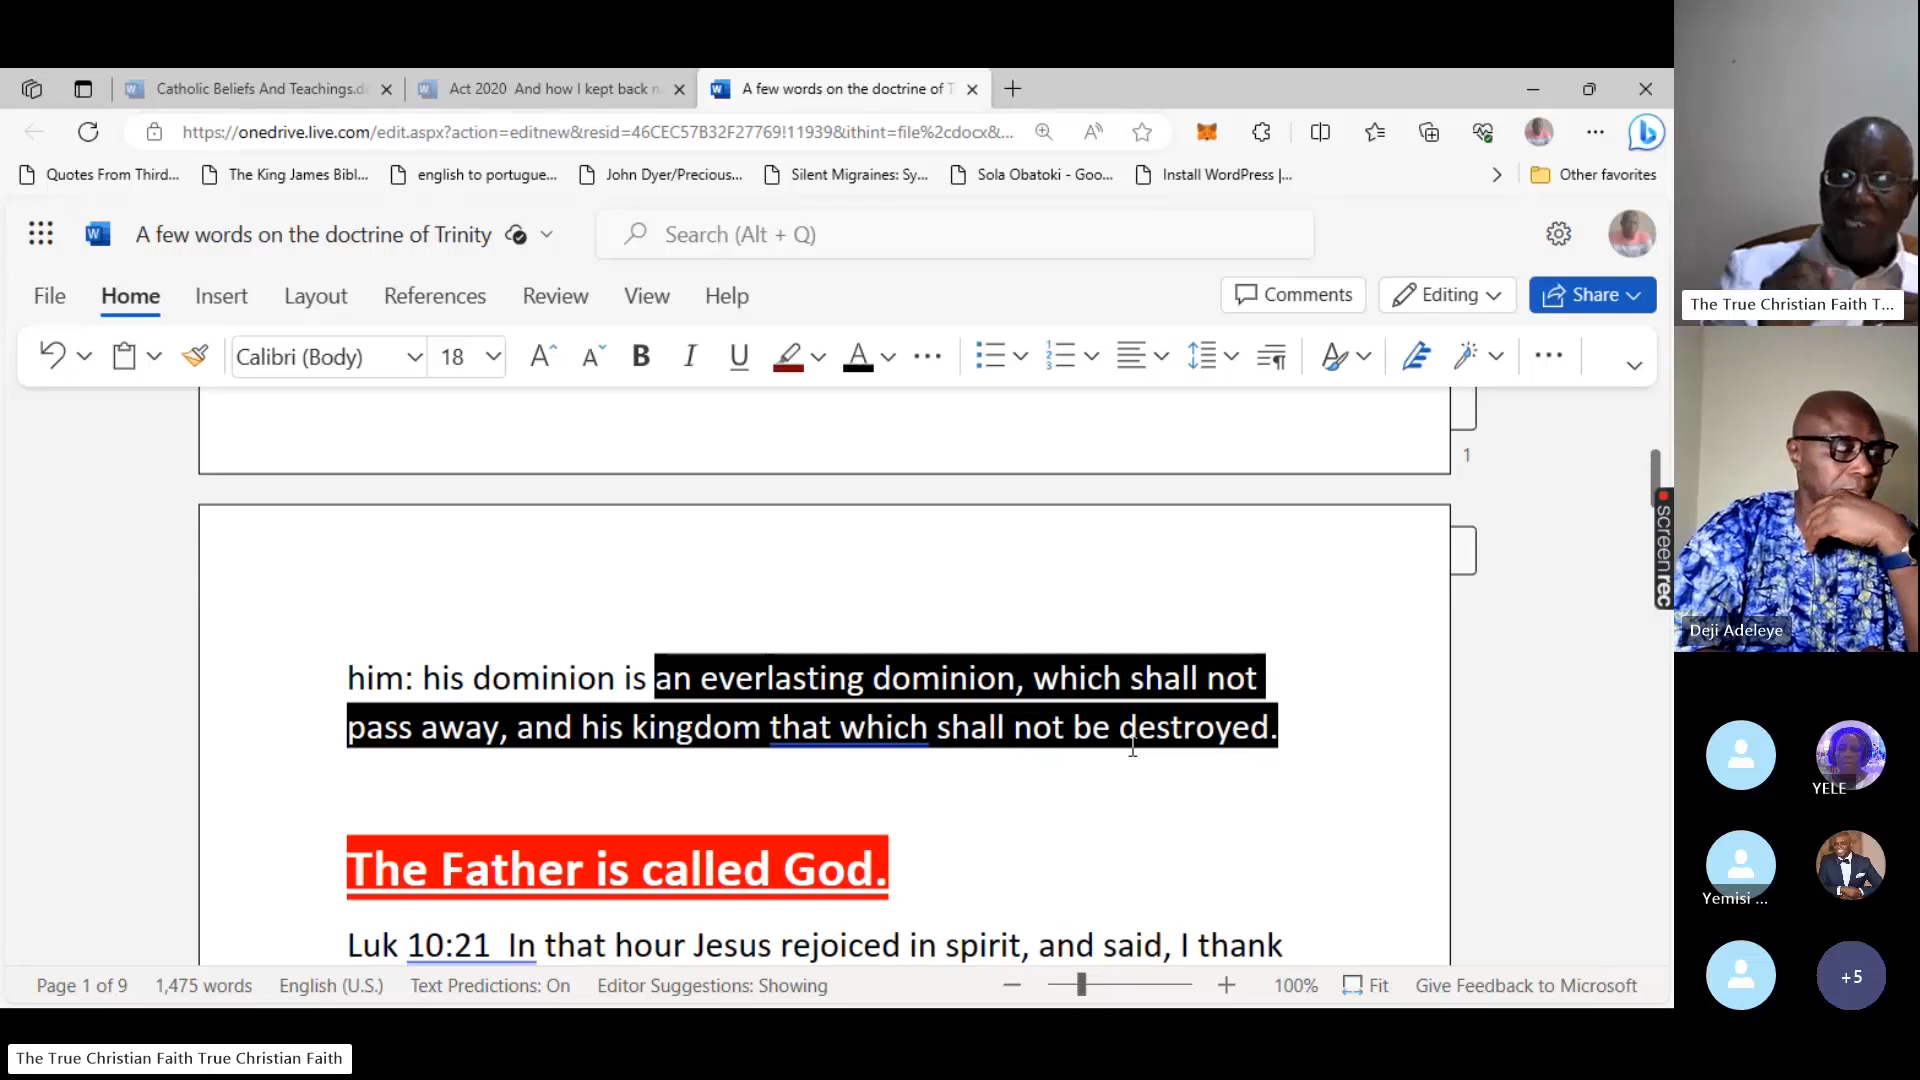 Catholic Beliefs And Teachings.d
Act 2020 And how I kept back n
A few words on the doctrine of T
https://onedrive.live.com/edit.aspx?action=editnew&resid=46CEC57B32F27769!11939&ithint=file%2cdocx&...
Quotes From Third...
The King James Bibl...
english to portugue...
John Dyer/Precious...
Silent Migraines: Sy...
Sola Obatoki - Goo...
Install WordPress |...
Other favorites
A few words on the doctrine of Trinity
Search (Alt + Q)
File Home Insert Layout References Review View Help
Comments Editing Share
Calibri (Body) 18
1
him: his dominion is an everlasting dominion, which shall not
pass away, and his kingdom that which shall not be destroyed.
The Father is called God.
Luk 10:21 In that hour Jesus rejoiced in spirit, and said, I thank
Page 1 of 9 1,475 words English (U.S.) Text Predictions: On Editor Suggestions: Showing 100% Fit Give Feedback to Microsoft
screenrec
The True Christian Faith T...
Deji Adeleye
YELE
Yemisi ...
+5
The True Christian Faith True Christian Faith